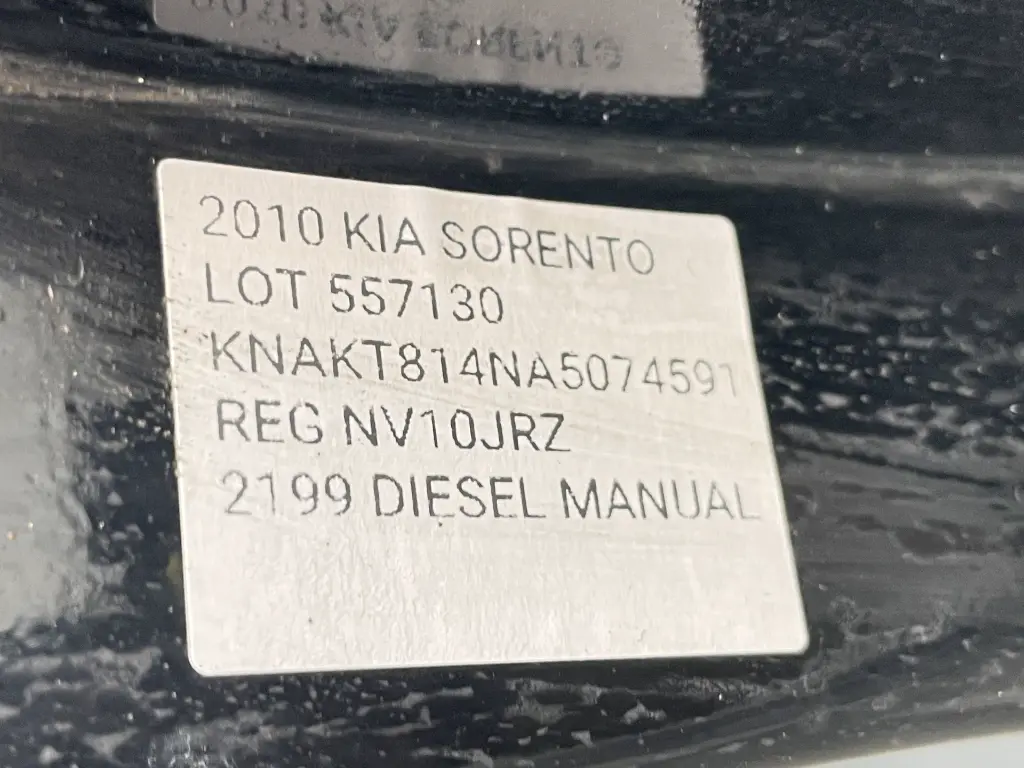 2010 KIA SORENTO
LOT 557130
KNAKT814NA5074591
REG NV10JRZ
2199 DIESEL MANUAL